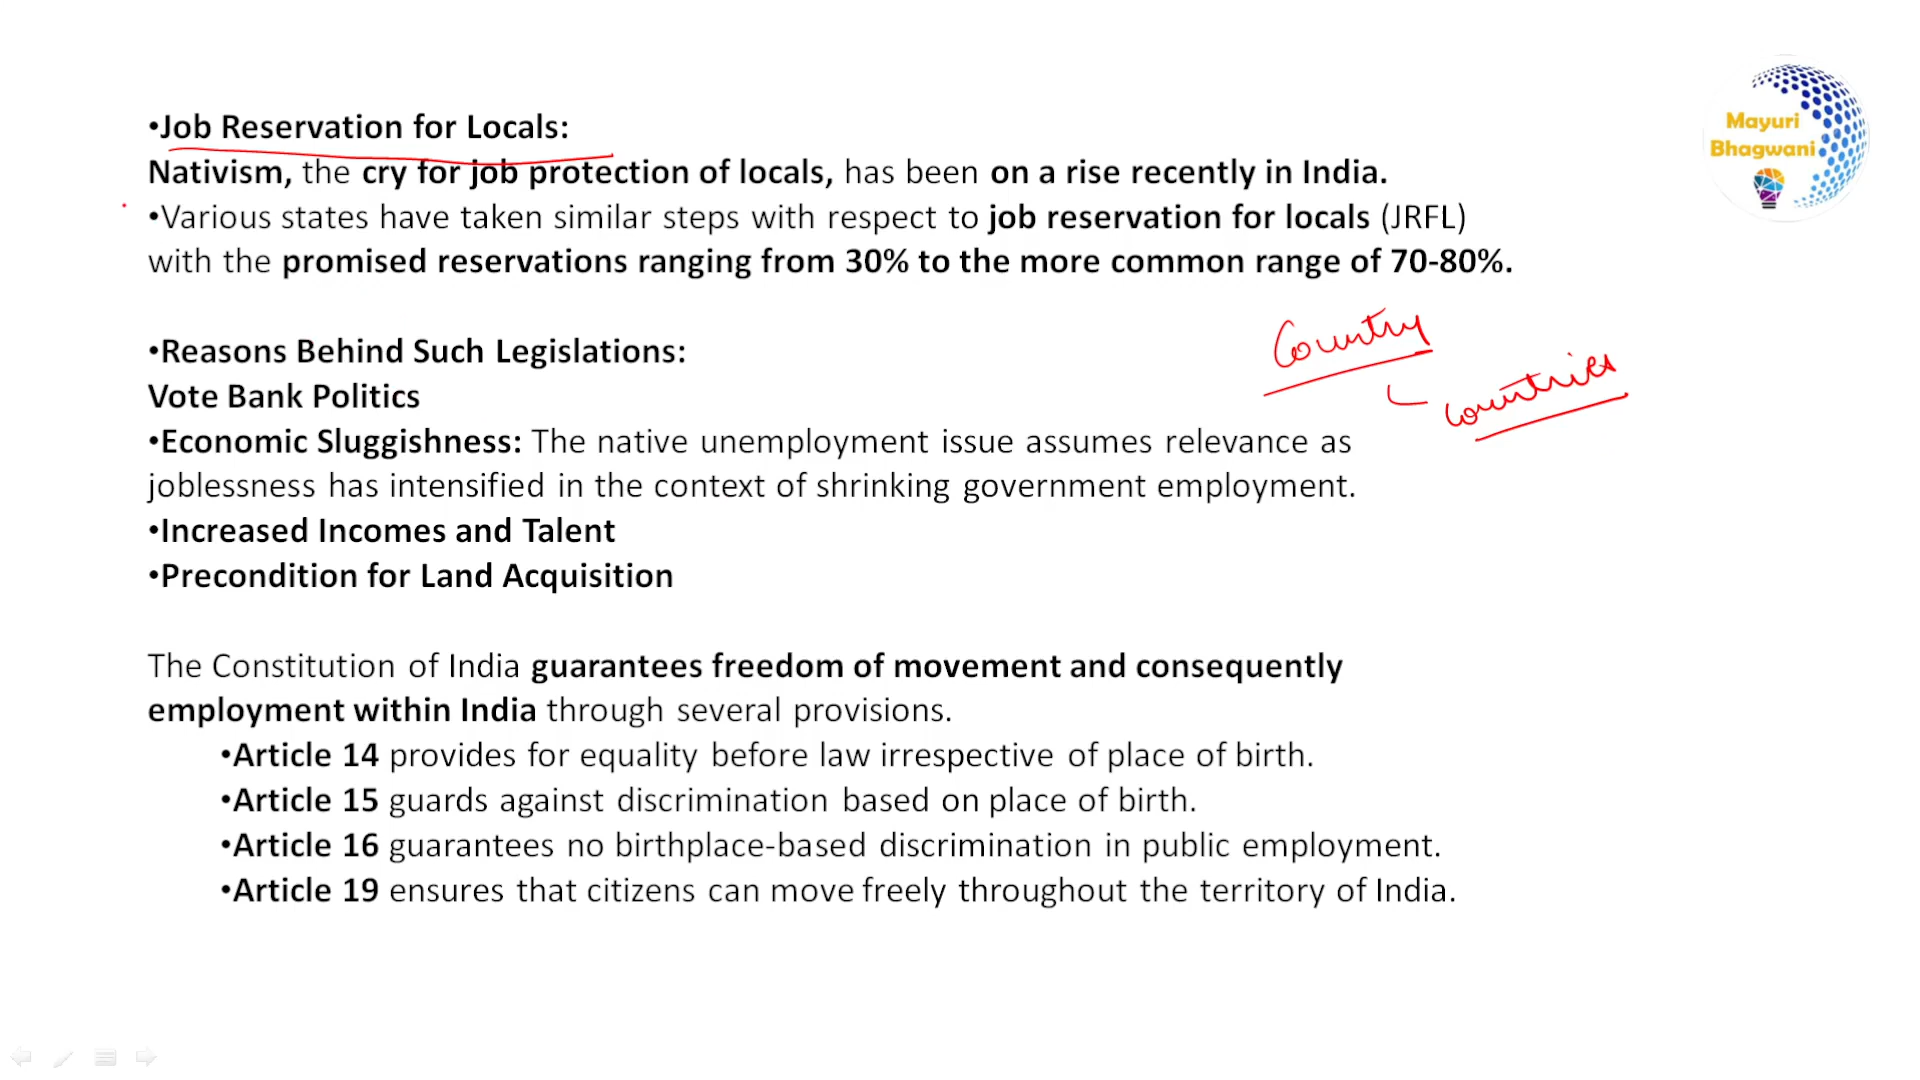 •Job Reservation for Locals:
Nativism, the cry for job protection of locals, has been on a rise recently in India.
•Various states have taken similar steps with respect to job reservation for locals (JRFL)
with the promised reservations ranging from 30% to the more common range of 70-80%.
Country
countries
•Reasons Behind Such Legislations:
Vote Bank Politics
•Economic Sluggishness: The native unemployment issue assumes relevance as
joblessness has intensified in the context of shrinking government employment.
•Increased Incomes and Talent
•Precondition for Land Acquisition
The Constitution of India guarantees freedom of movement and consequently
employment within India through several provisions.
•Article 14 provides for equality before law irrespective of place of birth.
•Article 15 guards against discrimination based on place of birth.
•Article 16 guarantees no birthplace-based discrimination in public employment.
•Article 19 ensures that citizens can move freely throughout the territory of India.
Mayuri
Bhagwani